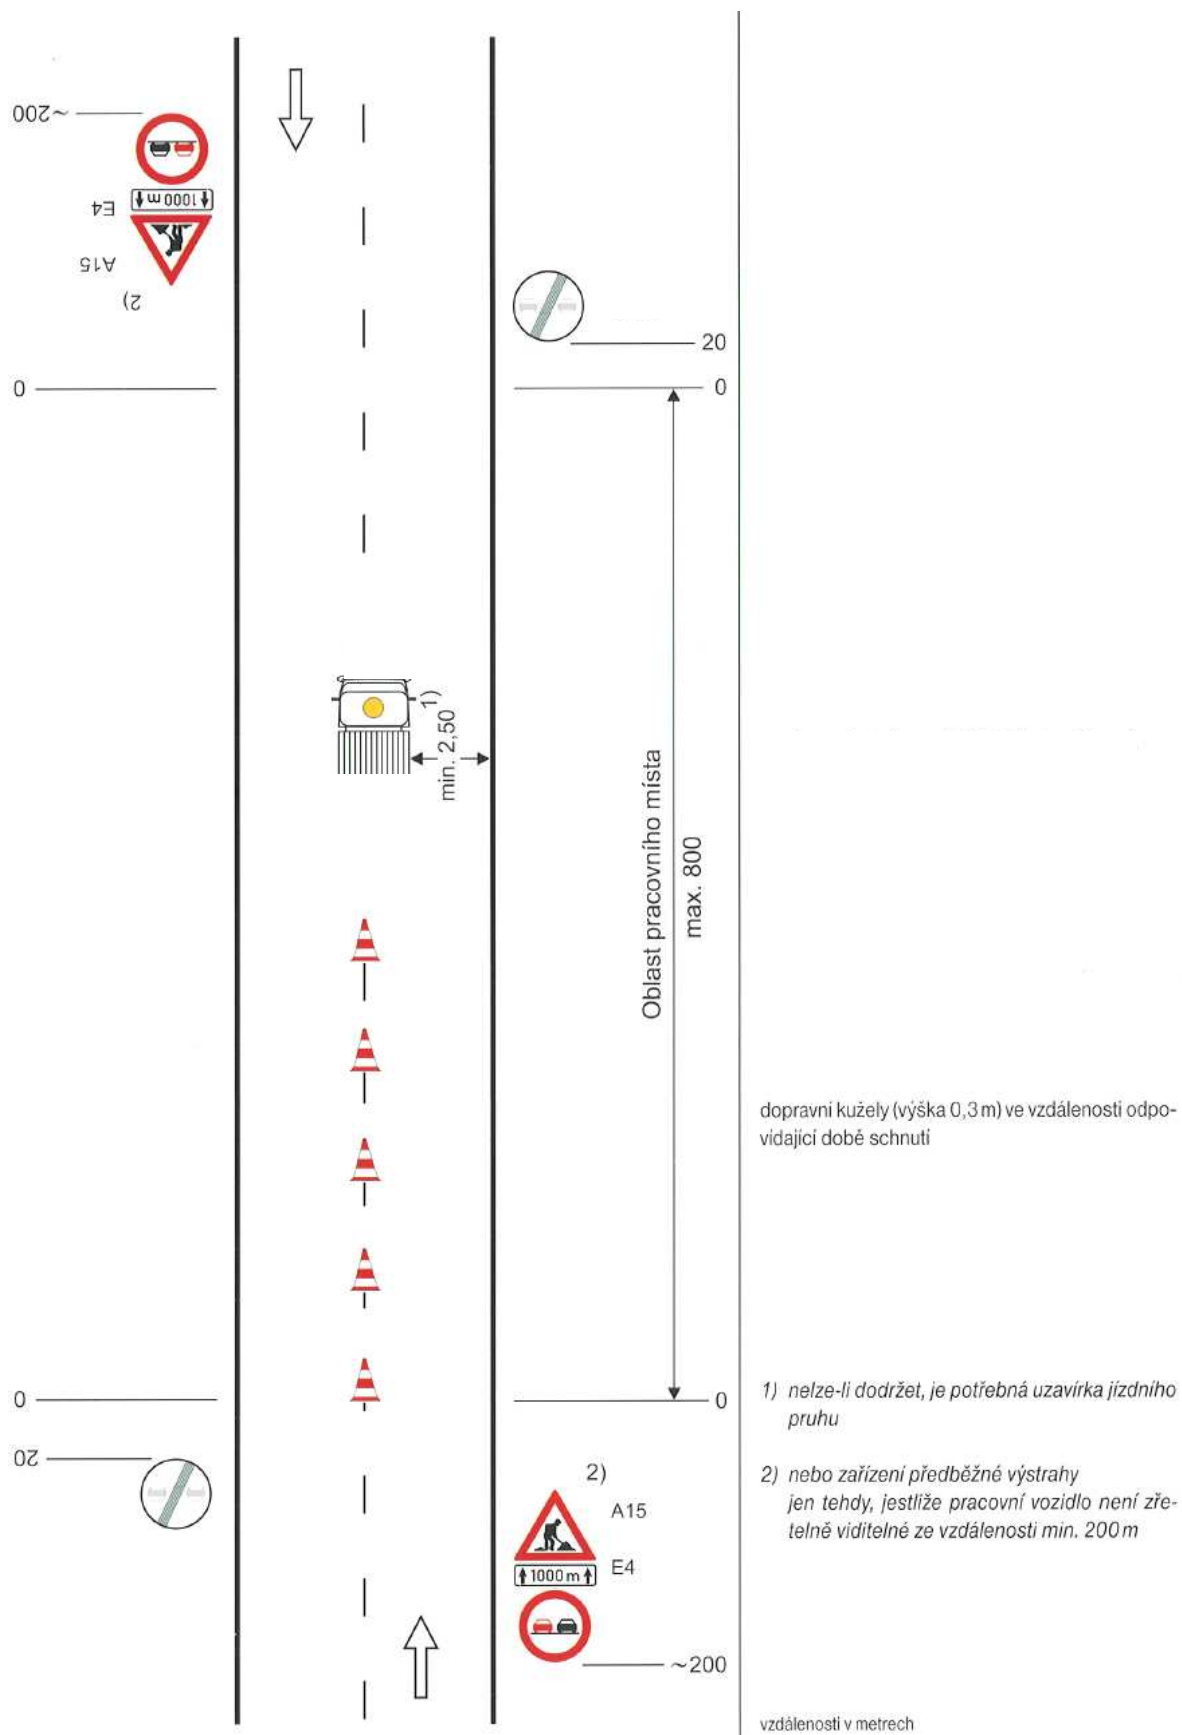 ~200
1000 m
E4
A15
2)
20
0
0
1)
min. 2,50
Oblast pracovního místa
max. 800
dopravní kužely (výška 0,3 m) ve vzdálenosti odpo-
vídající době schnutí
0
0
1) nelze-li dodržet, je potřebná uzavírka jízdního
pruhu
20
2)
A15
E4
1000 m
2) nebo zařízení předběžné výstrahy
jen tehdy, jestliže pracovní vozidlo není zře-
telně viditelné ze vzdálenosti min. 200 m
~200
vzdálenosti v metrech